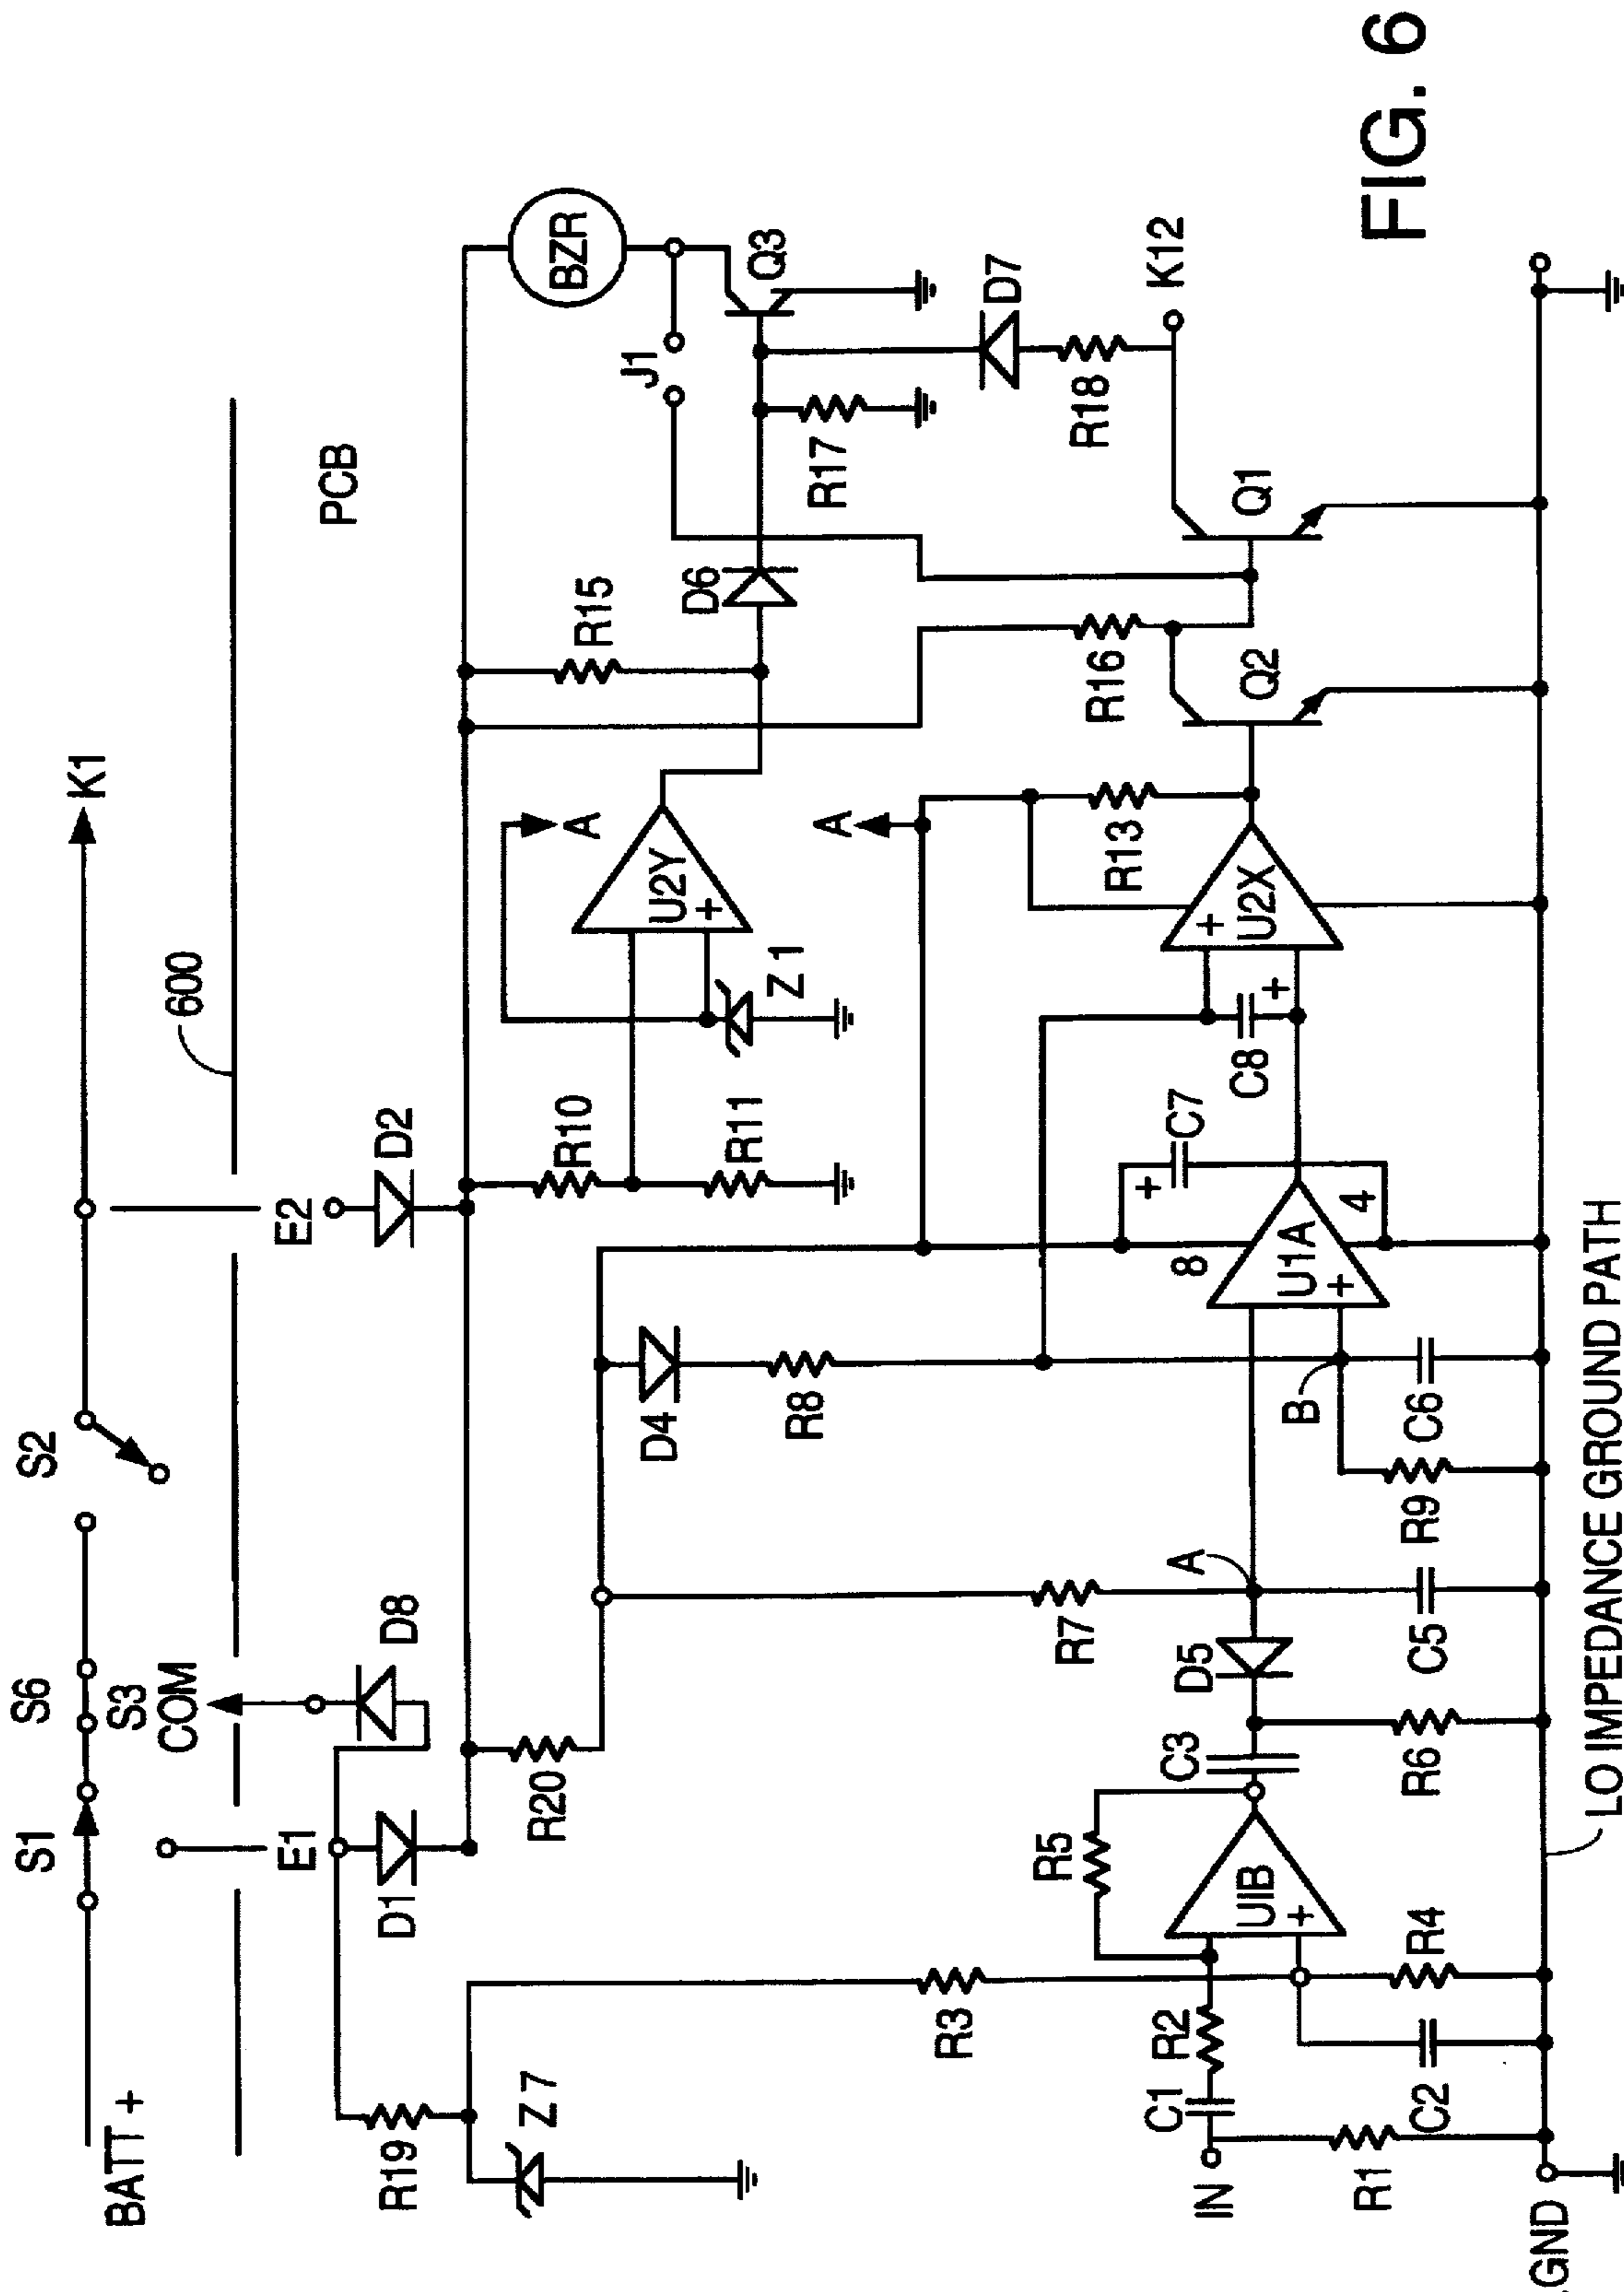 BATT +
S1
S6
S3
COM
S2
K1
600
PCB
E1
D8
E2
D1
D2
R19
Z 7
R20
D4
R8
R10
R11
Z 1
U2Y
+
A
A
R15
D6
BZR
J1
Q3
R17
D7
R18
K12
R3
R7
IN
C1
R2
R5
U1B
+
C3
D5
A
B
8
U1A
+
4
C7
+
C8
+
U2X
+
R13
R16
Q2
Q1
R1
C2
R4
R6
C5
R9
C6
GND
LO IMPEDANCE GROUND PATH
FIG. 6